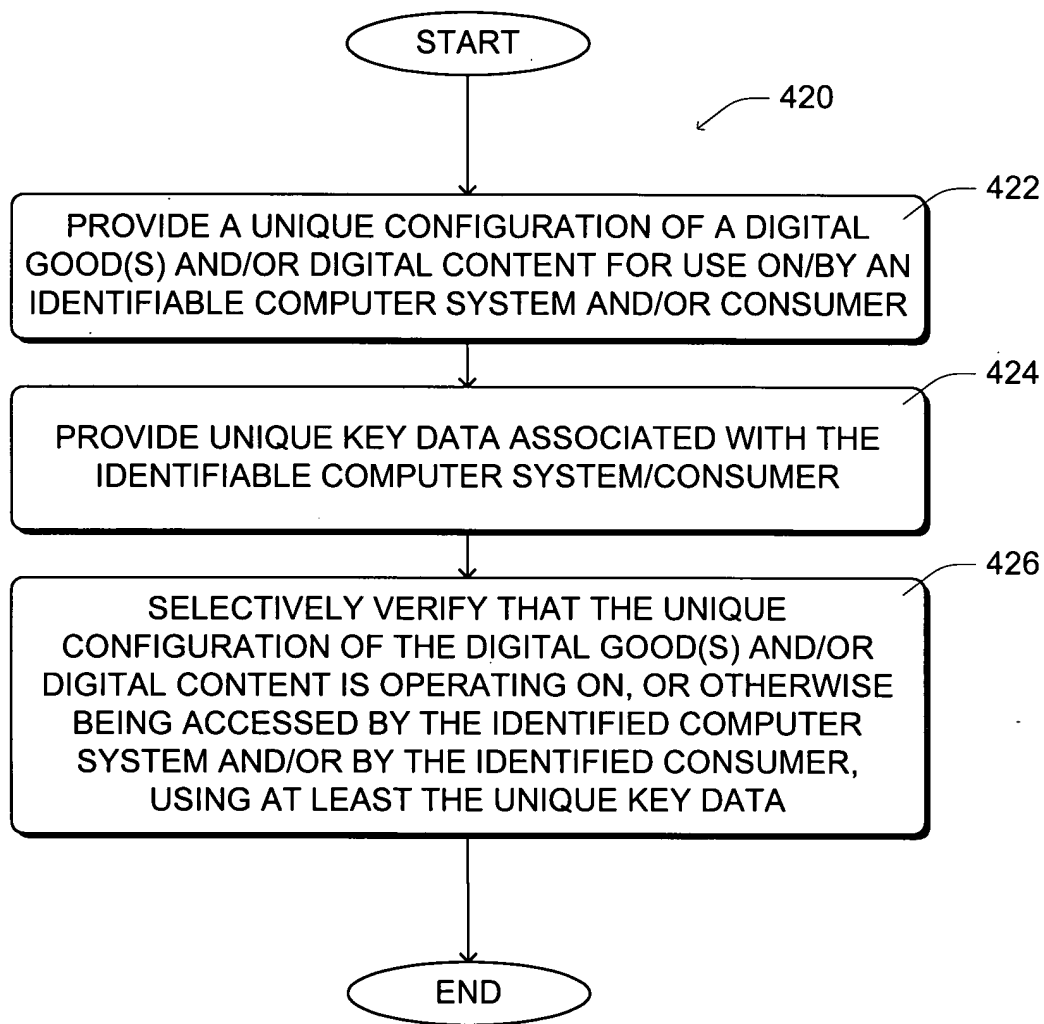 START
420
422
PROVIDE A UNIQUE CONFIGURATION OF A DIGITAL
GOOD(S) AND/OR DIGITAL CONTENT FOR USE ON/BY AN
IDENTIFIABLE COMPUTER SYSTEM AND/OR CONSUMER
424
PROVIDE UNIQUE KEY DATA ASSOCIATED WITH THE
IDENTIFIABLE COMPUTER SYSTEM/CONSUMER
426
SELECTIVELY VERIFY THAT THE UNIQUE
CONFIGURATION OF THE DIGITAL GOOD(S) AND/OR
DIGITAL CONTENT IS OPERATING ON, OR OTHERWISE
BEING ACCESSED BY THE IDENTIFIED COMPUTER
SYSTEM AND/OR BY THE IDENTIFIED CONSUMER,
USING AT LEAST THE UNIQUE KEY DATA
END